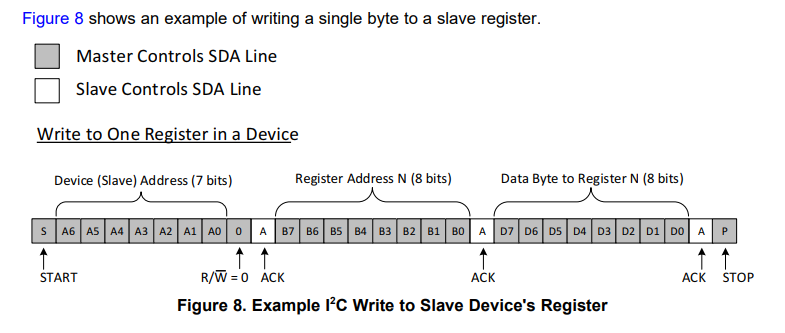 Figure 8 shows an example of writing a single byte to a slave register.
Master Controls SDA Line
Slave Controls SDA Line
Write to One Register in a Device
Device (Slave) Address (7 bits) Register Address N (8 bits) Data Byte to Register N (8 bits)
S A6 A5 A4 A3 A2 A1 A0 0 A B7 B6 B5 B4 B3 B2 B1 B0 A D7 D6 D5 D4 D3 D2 D1 D0 A P
START R/W̅ = 0 ACK ACK ACK STOP
Figure 8. Example I²C Write to Slave Device's Register